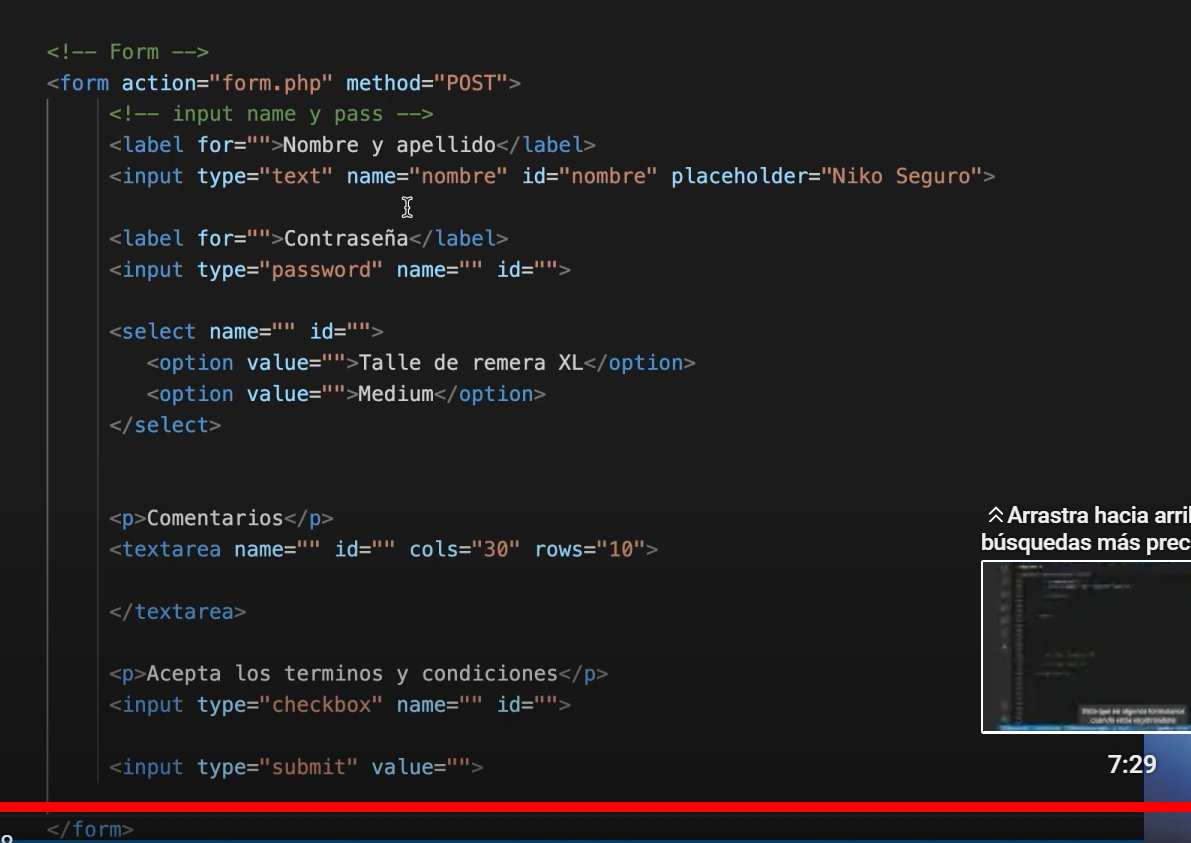 <!-- Form -->
<form action="form.php" method="POST">
<!-- input name y pass -->
<label for="">Nombre y apellido</label>
<input type="text" name="nombre" id="nombre" placeholder="Niko Seguro">
<label for="">Contraseña</label>
<input type="password" name="" id="">
<select name="" id="">
<option value="">Talle de remera XL</option>
<option value="">Medium</option>
</select>
<p>Comentarios</p>
<textarea name="" id="" cols="30" rows="10">
</textarea>
<p>Acepta los terminos y condiciones</p>
<input type="checkbox" name="" id="">
<input type="submit" value="">
</form>
Arrastra hacia arri
búsquedas más prec
7:29